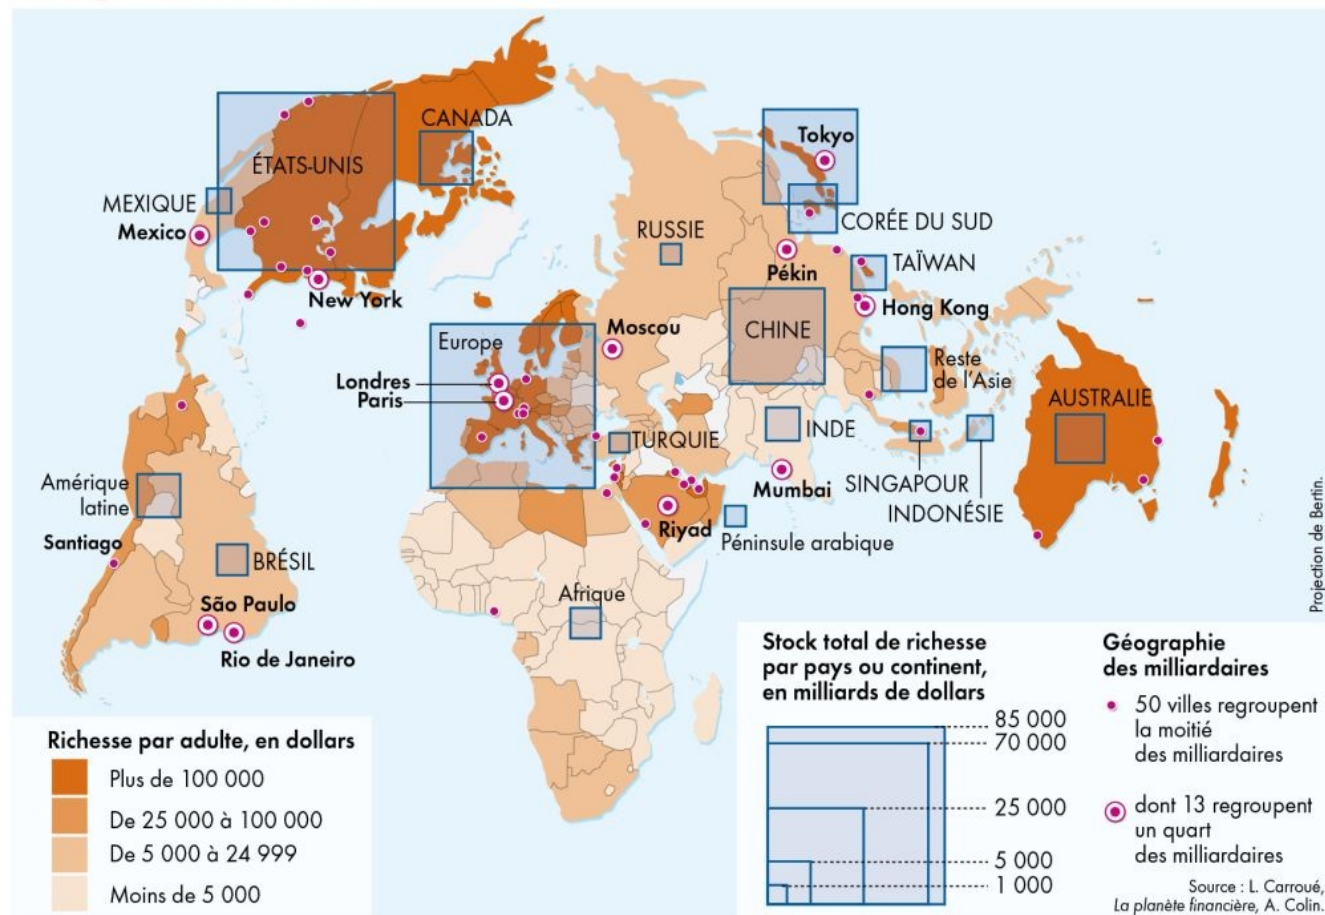 CANADA
ÉTATS-UNIS
MEXIQUE
Mexico
New York
Tokyo
CORÉE DU SUD
RUSSIE
Pékin
TAÏWAN
Hong Kong
CHINE
Moscou
Europe
Londres
Paris
Reste
de l'Asie
AUSTRALIE
TURQUIE
INDE
Mumbai
SINGAPOUR
INDONÉSIE
Riyad
Péninsule arabique
Amérique
latine
Santiago
BRÉSIL
São Paulo
Rio de Janeiro
Afrique
Projection de Bertin.
Richesse par adulte, en dollars
Plus de 100 000
De 25 000 à 100 000
De 5 000 à 24 999
Moins de 5 000
Stock total de richesse
par pays ou continent,
en milliards de dollars
85 000
70 000
25 000
5 000
1 000
Géographie
des milliardaires
50 villes regroupent
la moitié
des milliardaires
dont 13 regroupent
un quart
des milliardaires
Source : L. Carroué,
La planète financière, A. Colin.